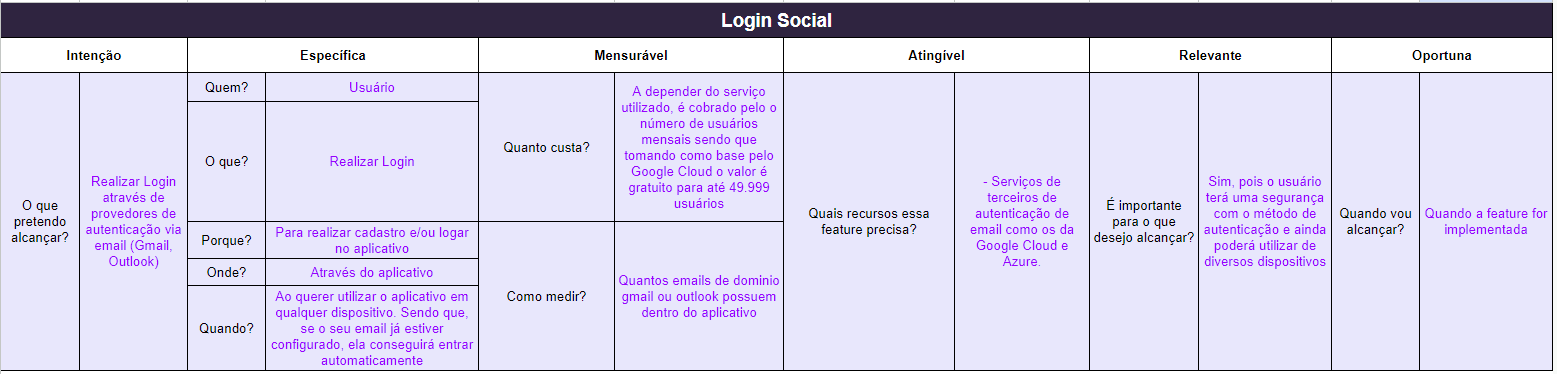 Login Social
Intenção
Específica
Mensurável
Atingível
Relevante
Oportuna
O que
pretendo
alcançar?
Realizar Login
através de
provedores de
autenticação via
email (Gmail,
Outlook)
Quem?
Usuário
O que?
Realizar Login
Porque?
Para realizar cadastro e/ou logar
no aplicativo
Onde?
Através do aplicativo
Quando?
Ao querer utilizar o aplicativo em
qualquer dispositivo. Sendo que,
se o seu email já estiver
configurado, ela conseguirá entrar
automaticamente
Quanto custa?
A depender do serviço
utilizado, é cobrado pelo o
número de usuários
mensais sendo que
tomando como base pelo
Google Cloud o valor é
gratuito para até 49.999
usuários
Como medir?
Quantos emails de dominio
gmail ou outlook possuem
dentro do aplicativo
Quais recursos essa
feature precisa?
- Serviços de
terceiros de
autenticação de
email como os da
Google Cloud e
Azure.
É importante
para o que
desejo alcançar?
Sim, pois o usuário
terá uma segurança
com o método de
autenticação e ainda
poderá utilizar de
diversos dispositivos
Quando vou
alcançar?
Quando a feature for
implementada